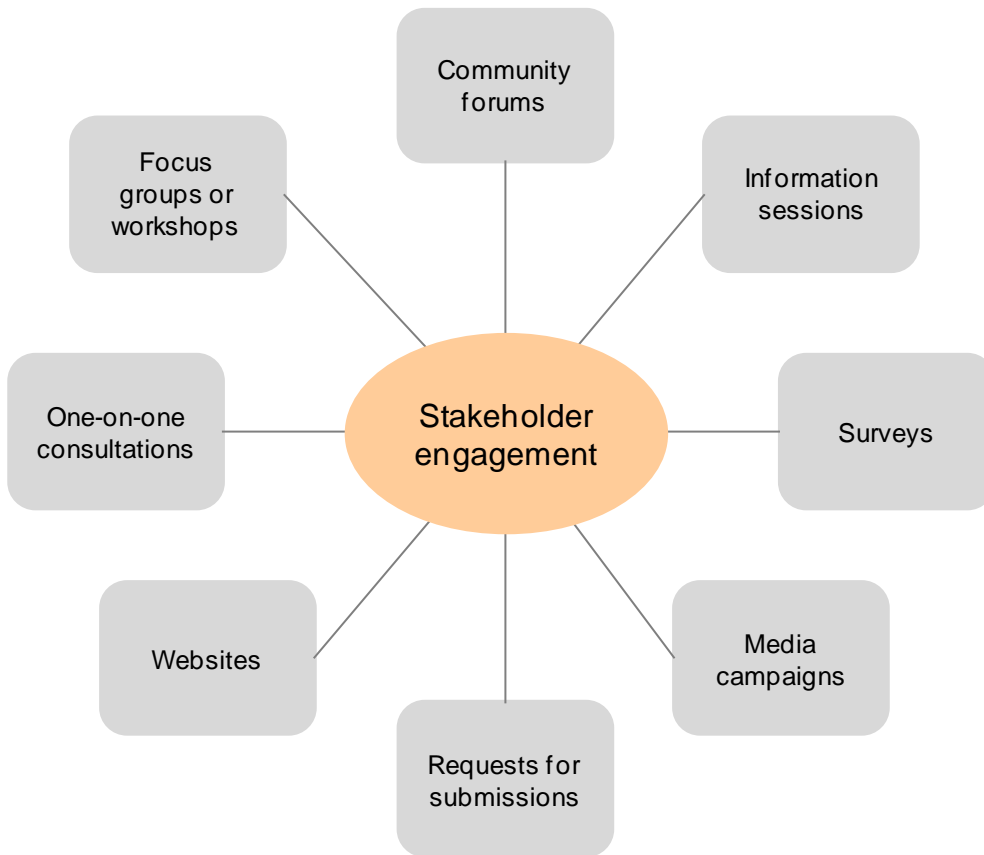 Community
forums
Focus
groups or
workshops
Information
sessions
One-on-one
consultations
Stakeholder
engagement
Surveys
Websites
Media
campaigns
Requests for
submissions